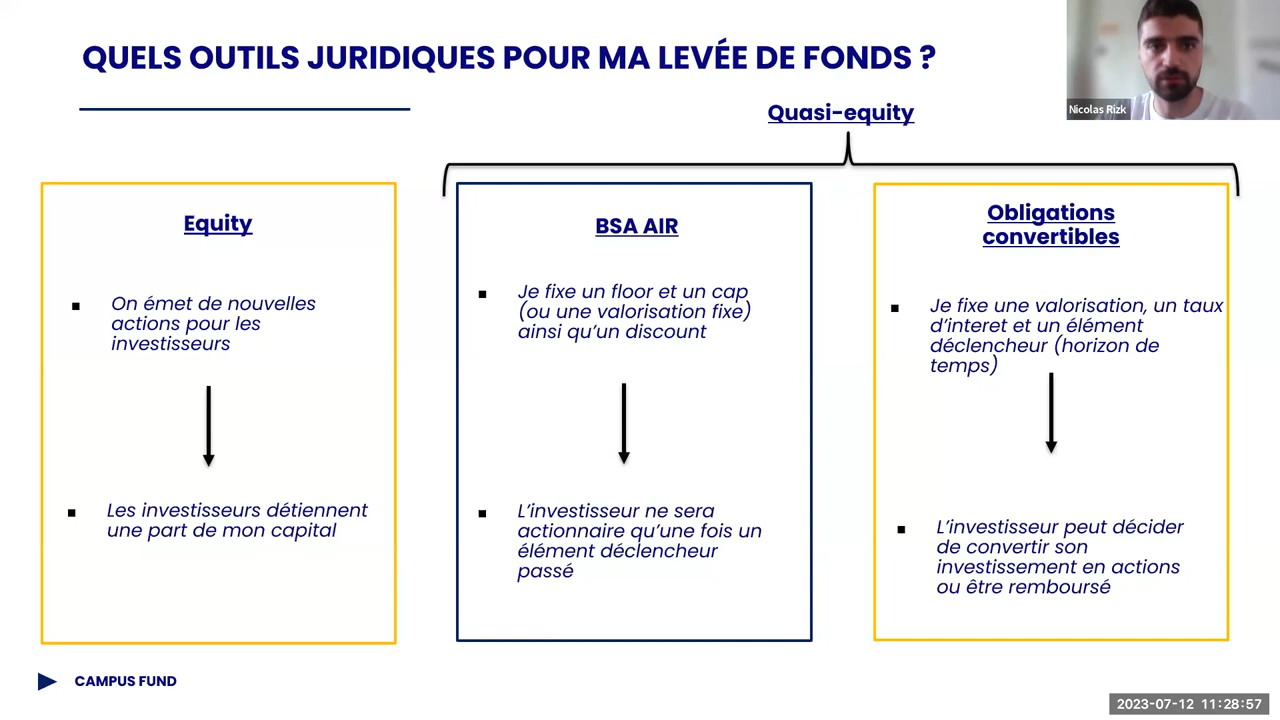 QUELS OUTILS JURIDIQUES POUR MA LEVÉE DE FONDS ?
Nicolas Rizk
Quasi-equity
Equity
On émet de nouvelles
actions pour les
investisseurs
Les investisseurs détiennent
une part de mon capital
BSA AIR
Je fixe un floor et un cap
(ou une valorisation fixe)
ainsi qu’un discount
L’investisseur ne sera
actionnaire qu’une fois un
élément déclencheur
passé
Obligations
convertibles
Je fixe une valorisation, un taux
d’interet et un élément
déclencheur (horizon de
temps)
L’investisseur peut décider
de convertir son
investissement en actions
ou être remboursé
CAMPUS FUND
2023-07-12 11:28:57